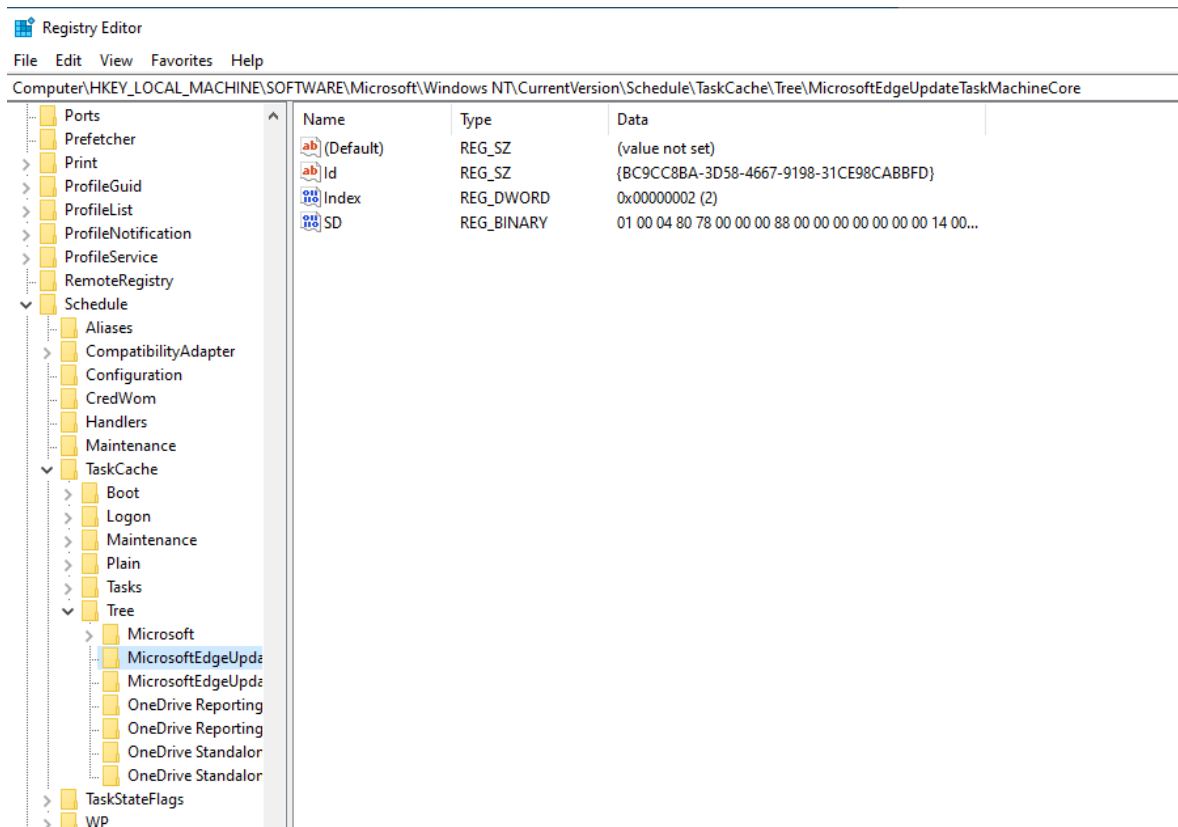 Registry Editor
File Edit View Favorites Help
Computer\HKEY_LOCAL_MACHINE\SOFTWARE\Microsoft\Windows NT\CurrentVersion\Schedule\TaskCache\Tree\MicrosoftEdgeUpdateTaskMachineCore
Ports
Prefetcher
Print
ProfileGuid
ProfileList
ProfileNotification
ProfileService
RemoteRegistry
Schedule
Aliases
CompatibilityAdapter
Configuration
CredWom
Handlers
Maintenance
TaskCache
Boot
Logon
Maintenance
Plain
Tasks
Tree
Microsoft
MicrosoftEdgeUpda
MicrosoftEdgeUpda
OneDrive Reporting
OneDrive Reporting
OneDrive Standalor
OneDrive Standalor
TaskStateFlags
WP
Name Type Data
ab (Default) REG_SZ (value not set)
ab Id REG_SZ {BC9CC8BA-3D58-4667-9198-31CE98CABBFD}
Index REG_DWORD 0x00000002 (2)
SD REG_BINARY 01 00 04 80 78 00 00 00 88 00 00 00 00 00 00 00 14 00...